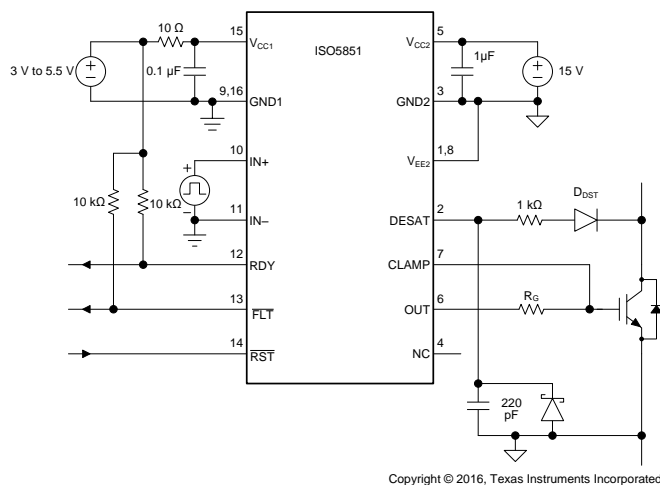 10 Ω
15
VCC1
ISO5851
VCC2
5
3 V to 5.5 V
0.1 µF
1µF
15 V
9,16
GND1
GND2
3
10
IN+
1,8
VEE2
+
−
10 kΩ
10 kΩ
11
IN–
DESAT
2
1 kΩ
DDST
12
RDY
CLAMP
7
13
FLT
OUT
6
RG
14
RST
NC
4
220
pF
Copyright © 2016, Texas Instruments Incorporated